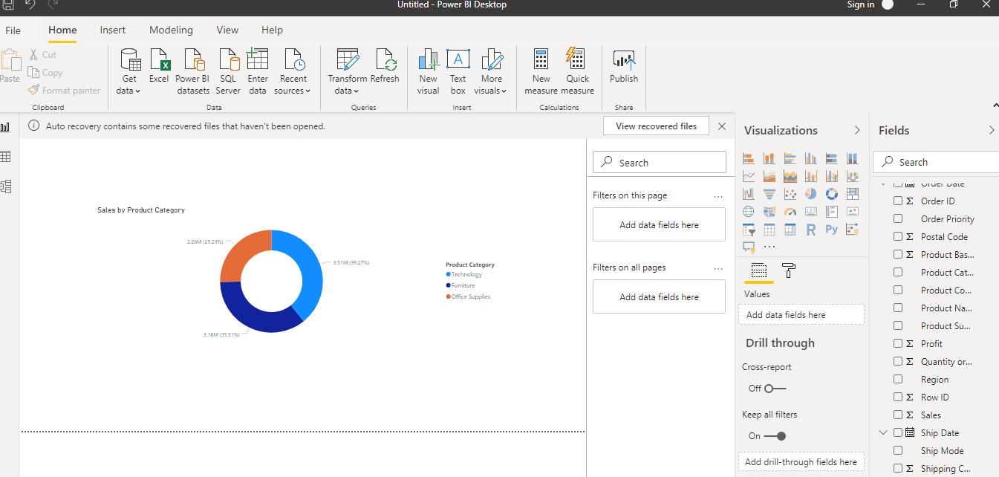 Untitled - Power BI Desktop
Sign in
File Home Insert Modeling View Help
Paste
Cut
Copy
Format painter
Get data
Excel
Power BI datasets
SQL Server
Enter data
Recent sources
Transform data
Refresh
New visual
Text box
More visuals
New measure
Quick measure
Publish
Clipboard
Data
Queries
Insert
Calculations
Share
Auto recovery contains some recovered files that haven't been opened.
View recovered files
Sales by Product Category
2.26M (25.23%)
3.51M (39.27%)
3.18M (35.51%)
Product Category
Technology
Furniture
Office Supplies
Search
Filters on this page ...
Add data fields here
Filters on all pages ...
Add data fields here
Visualizations
R
Py
123
...
Values
Add data fields here
Drill through
Cross-report
Off
Keep all filters
On
Add drill-through fields here
Fields
Search
Order Date
Σ Order ID
Order Priority
Σ Postal Code
Σ Product Bas...
Product Cat...
Product Co...
Product Na...
Product Su...
Σ Profit
Σ Quantity or...
Region
Σ Row ID
Σ Sales
Ship Date
Ship Mode
Σ Shipping C...